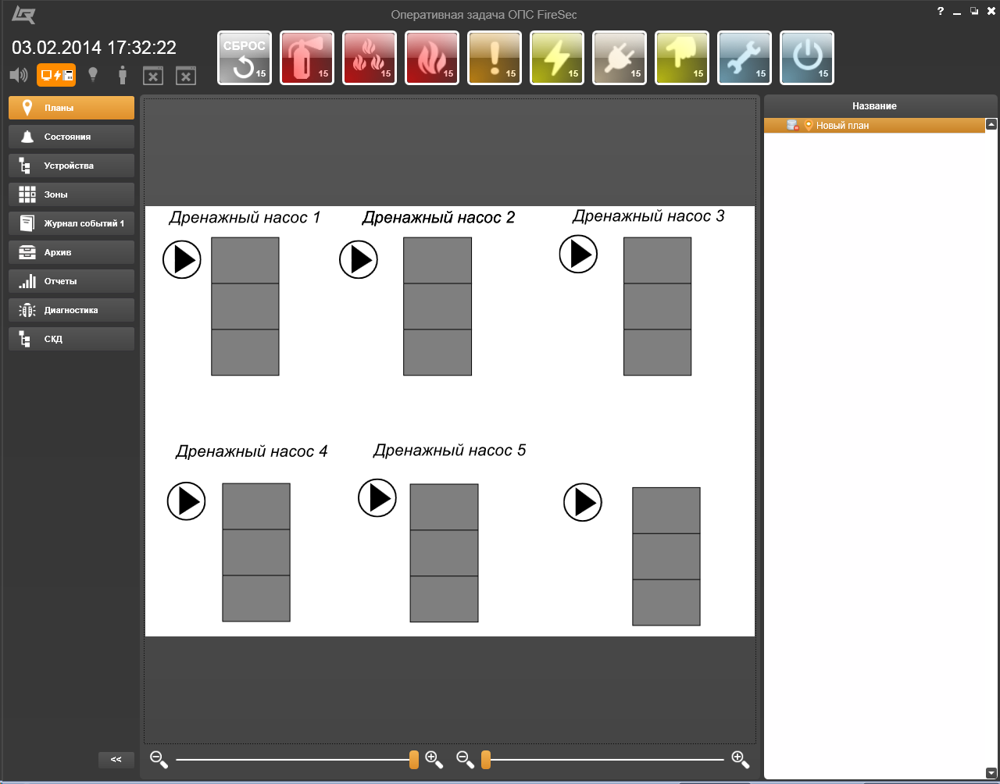 Оперативная задача ОПС FireSec
?
03.02.2014 17:32:22
СБРОС
15
15
15
15
15
15
15
15
15
15
Планы
Состояния
Устройства
Зоны
Журнал событий 1
Архив
Отчеты
Диагностика
СКД
<<
Дренажный насос 1
Дренажный насос 2
Дренажный насос 3
Дренажный насос 4
Дренажный насос 5
Название
Новый план